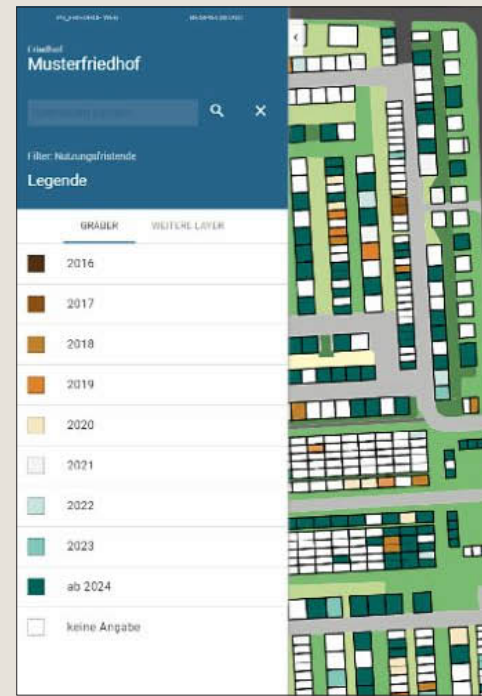 Friedhof
Musterfriedhof
Filter: Nutzungsfristende
Legende
GRÄBER WEITERE LAYER
2016
2017
2018
2019
2020
2021
2022
2023
ab 2024
keine Angabe